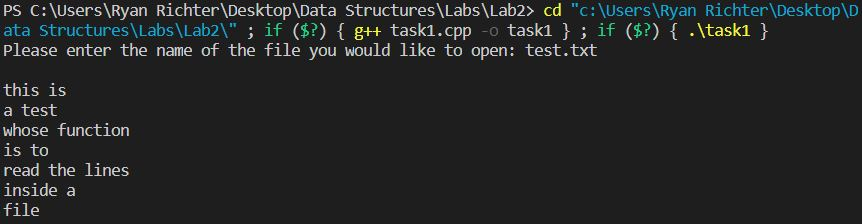 PS C:\Users\Ryan Richter\Desktop\Data Structures\Labs\Lab2> cd "c:\Users\Ryan Richter\Desktop\D
ata Structures\Labs\Lab2\" ; if ($?) { g++ task1.cpp -o task1 } ; if ($?) { .\task1 }
Please enter the name of the file you would like to open: test.txt

this is
a test
whose function
is to
read the lines
inside a
file